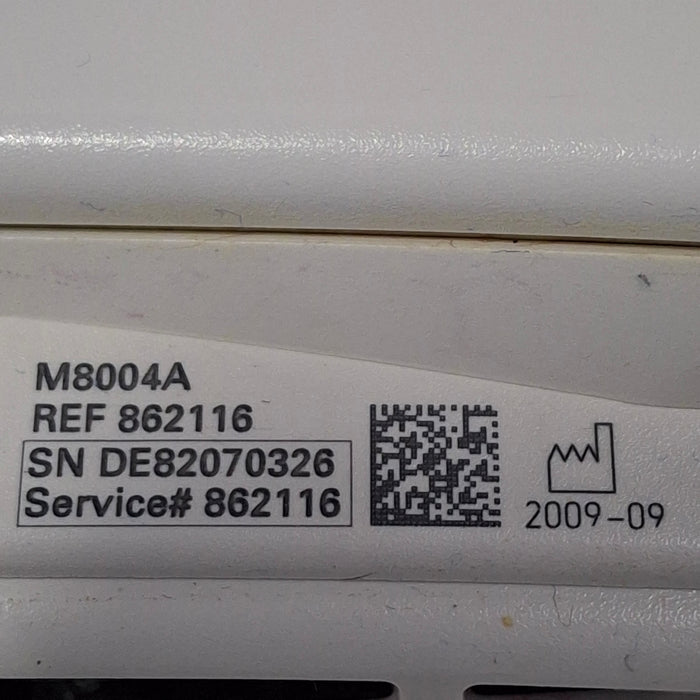 M8004A
REF 862116
SN DE82070326
Service# 862116
2009-09